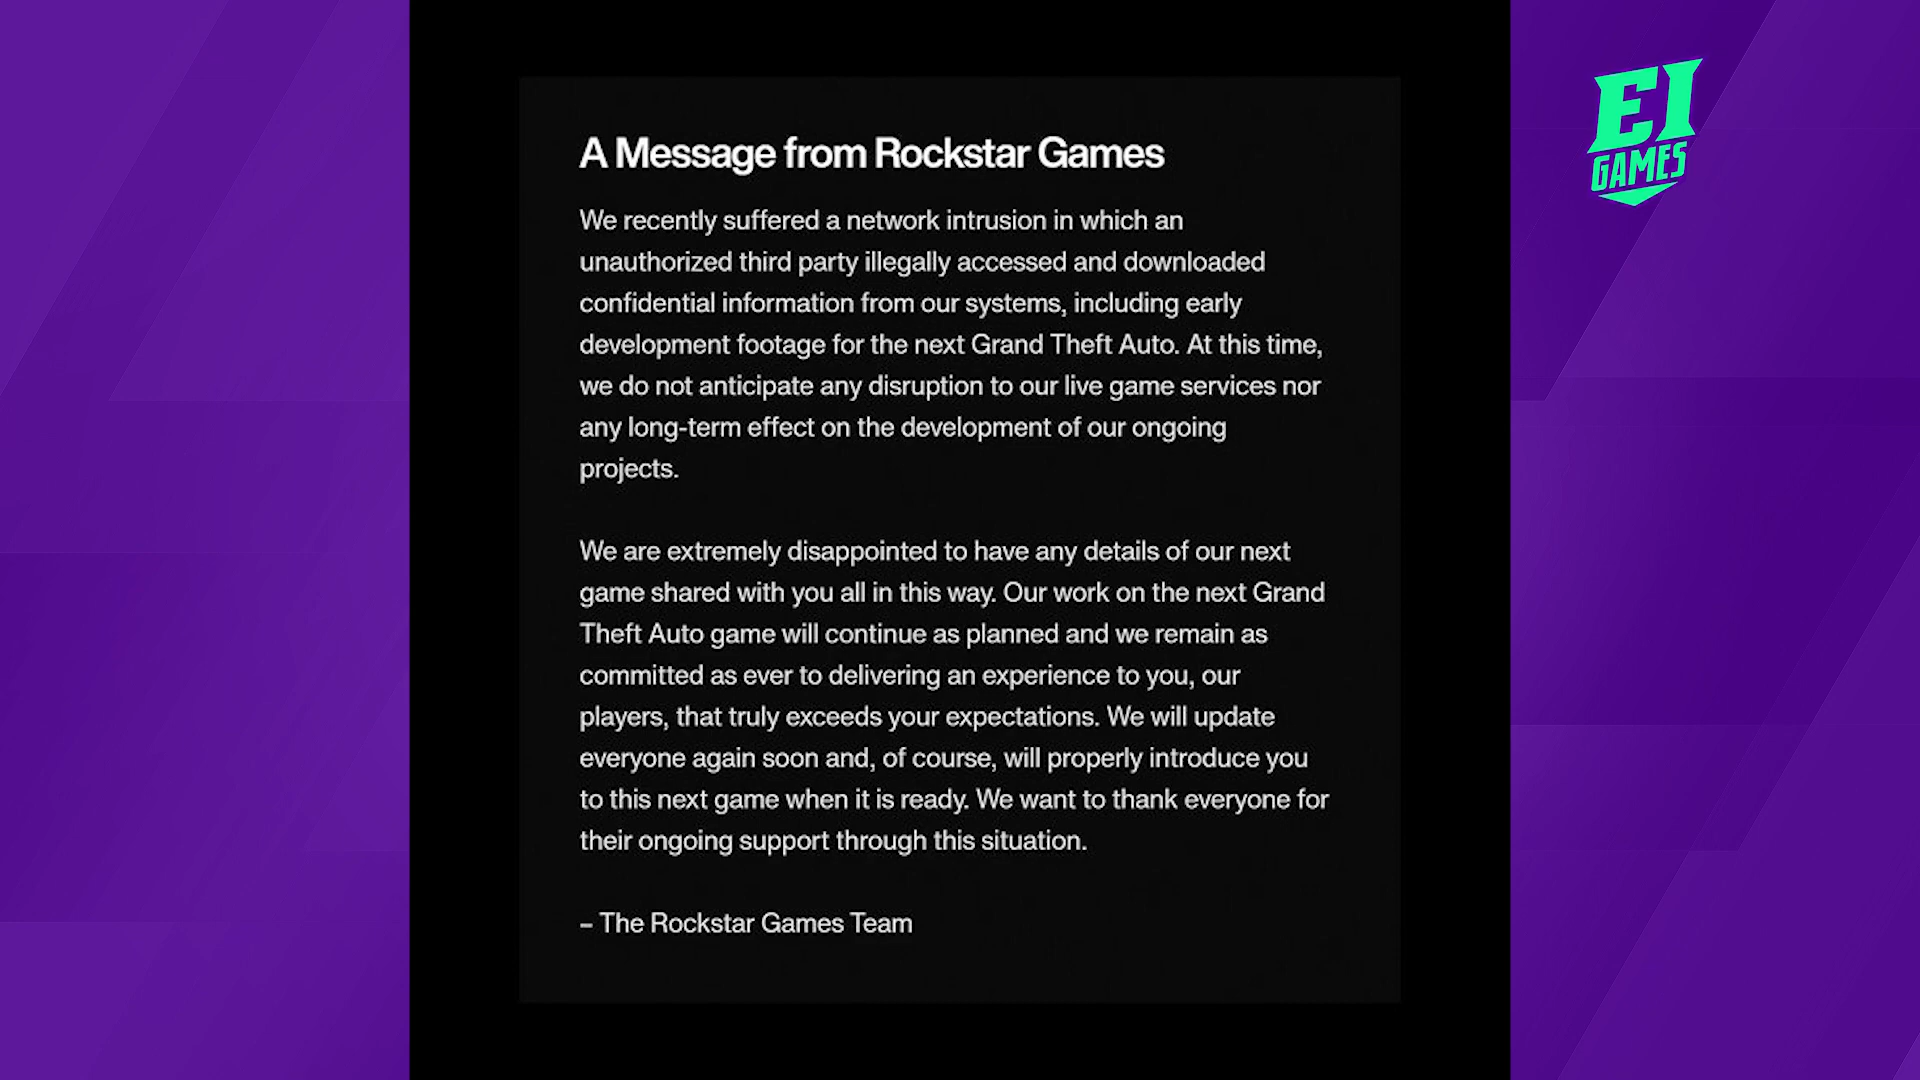 A Message from Rockstar Games
We recently suffered a network intrusion in which an
unauthorized third party illegally accessed and downloaded
confidential information from our systems, including early
development footage for the next Grand Theft Auto. At this time,
we do not anticipate any disruption to our live game services nor
any long-term effect on the development of our ongoing
projects.
We are extremely disappointed to have any details of our next
game shared with you all in this way. Our work on the next Grand
Theft Auto game will continue as planned and we remain as
committed as ever to delivering an experience to you, our
players, that truly exceeds your expectations. We will update
everyone again soon and, of course, will properly introduce you
to this next game when it is ready. We want to thank everyone for
their ongoing support through this situation.
– The Rockstar Games Team
EI
GAMES